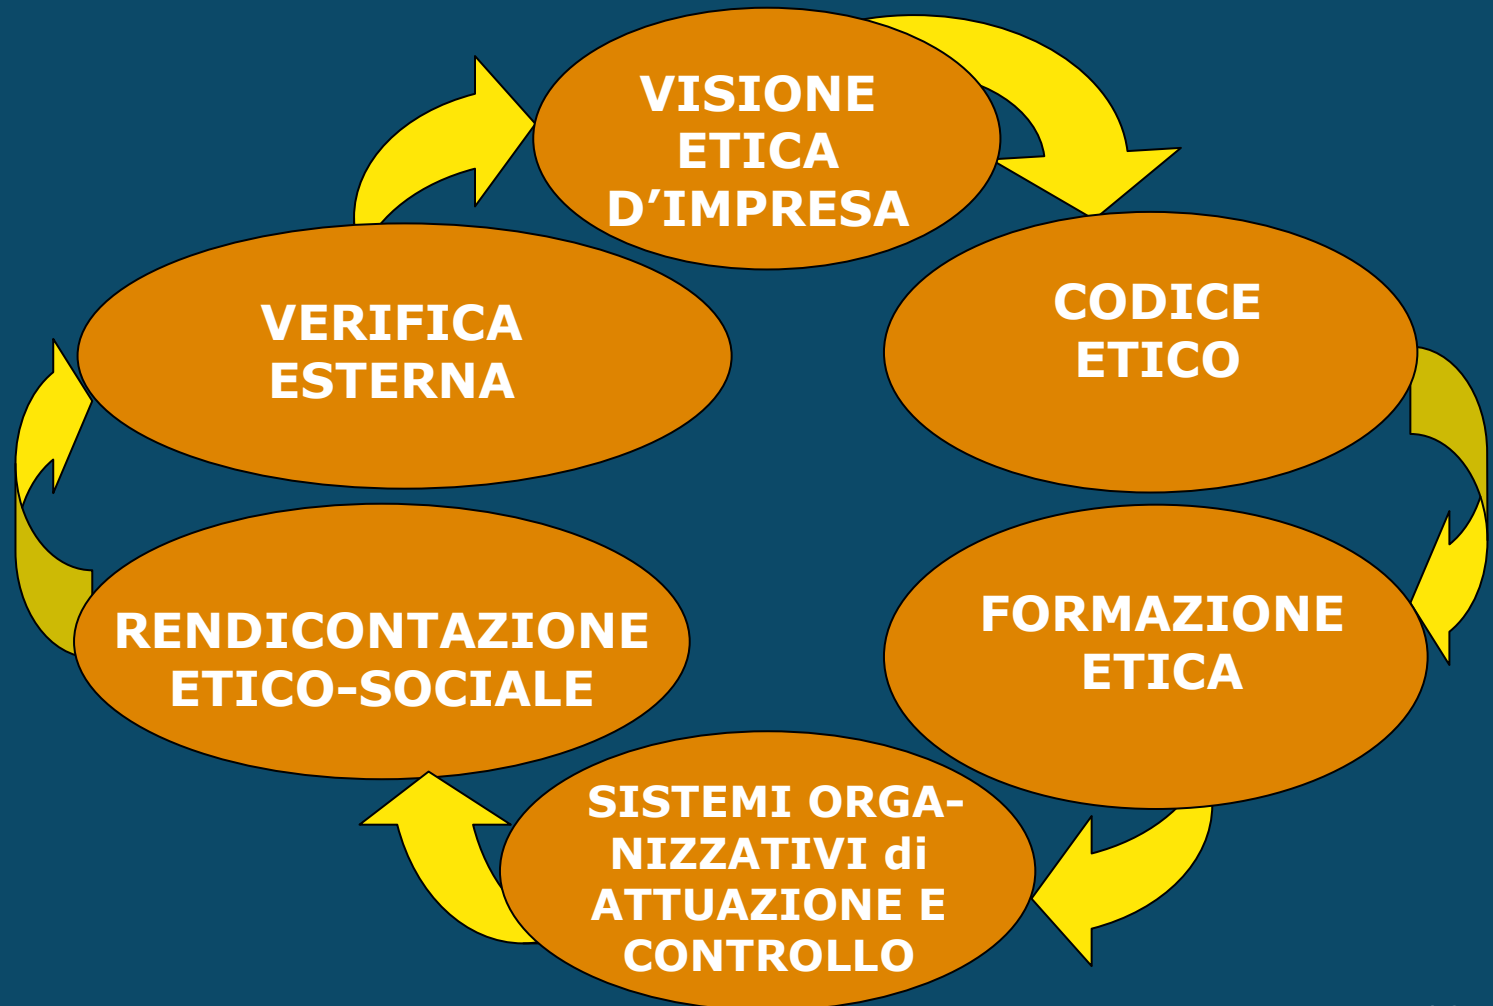 VISIONE
ETICA
D’IMPRESA
CODICE
ETICO
FORMAZIONE
ETICA
SISTEMI ORGA-
NIZZATIVI di
ATTUAZIONE E
CONTROLLO
RENDICONTAZIONE
ETICO-SOCIALE
VERIFICA
ESTERNA